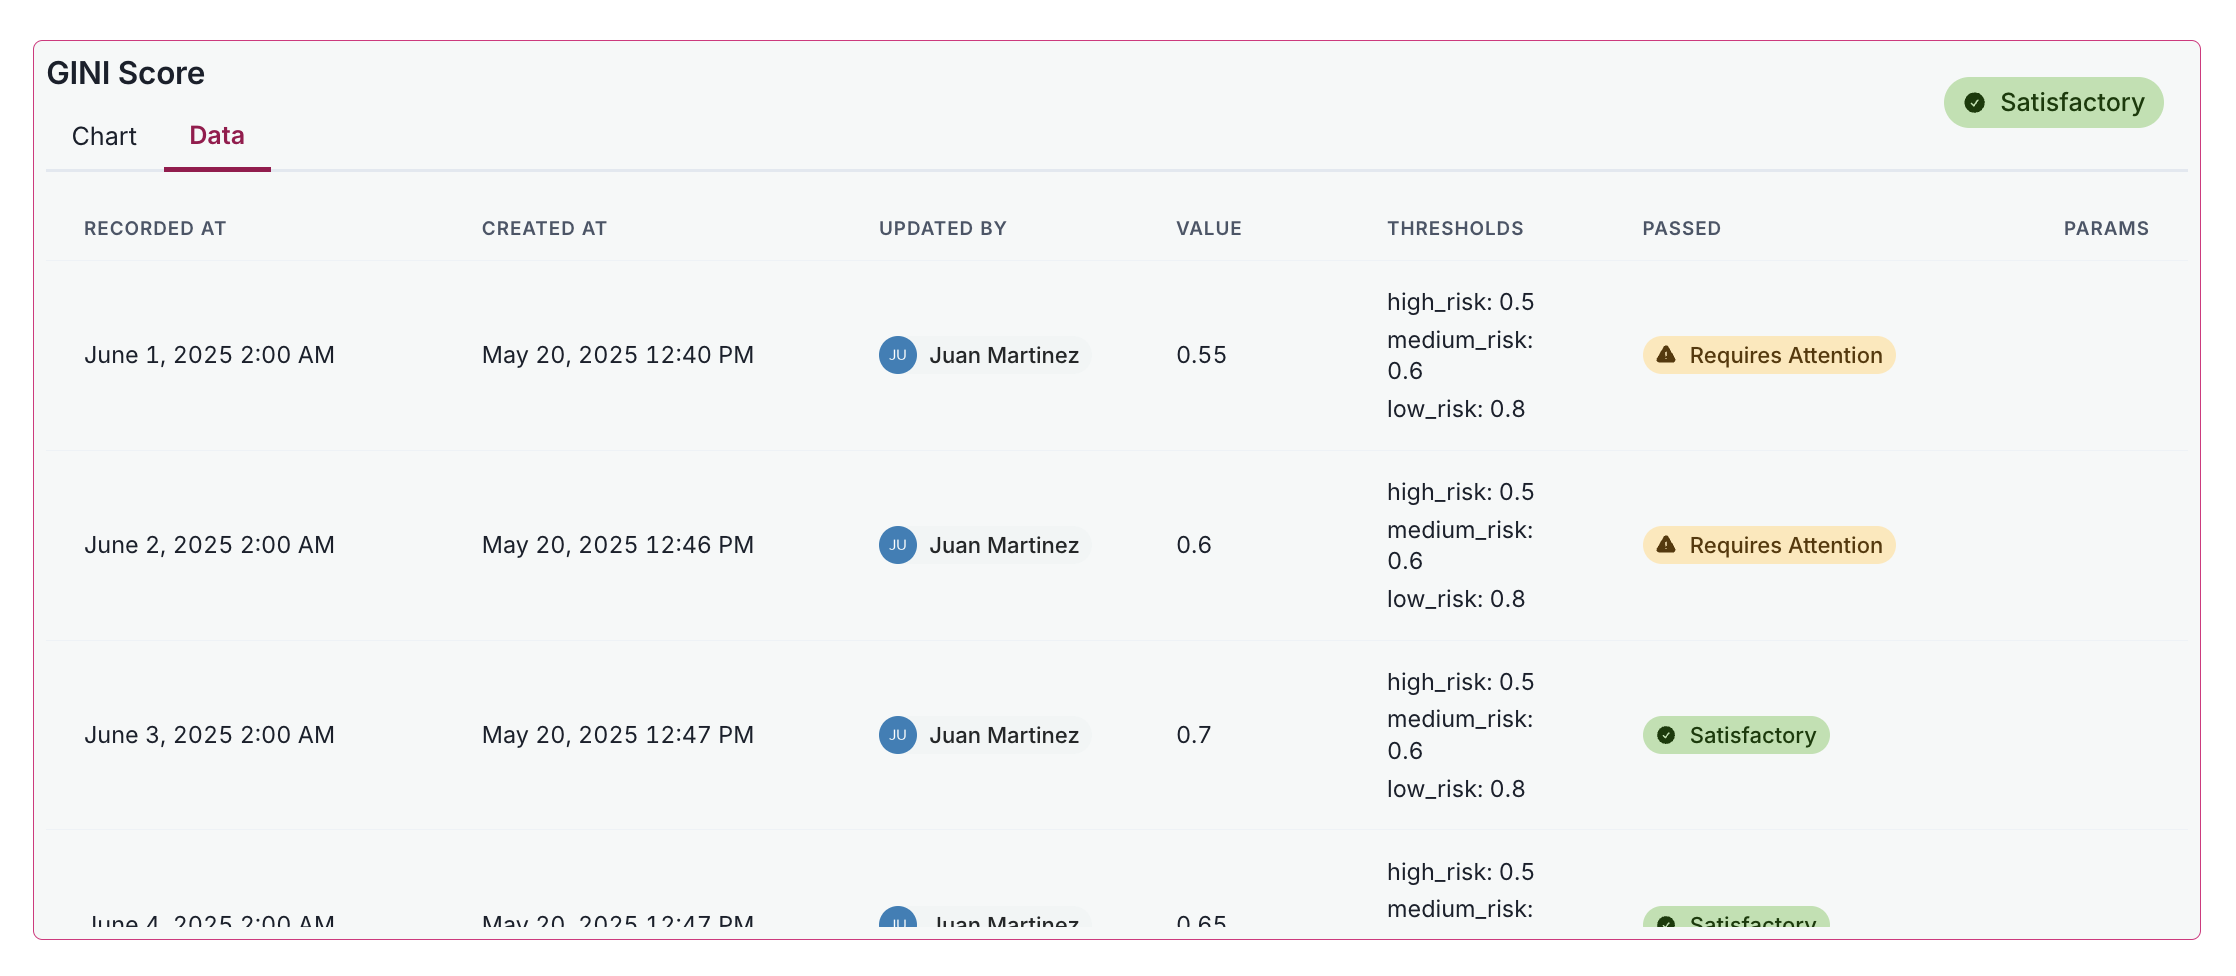 GINI Score
Satisfactory
Chart Data
RECORDED AT CREATED AT UPDATED BY VALUE THRESHOLDS PASSED PARAMS
high_risk: 0.5
medium_risk:
June 1, 2025 2:00 AM May 20, 2025 12:40 PM JU Juan Martinez 0.55 Requires Attention
0.6
low_risk: 0.8
high_risk: 0.5
medium_risk:
June 2, 2025 2:00 AM May 20, 2025 12:46 PM JU Juan Martinez 0.6 Requires Attention
0.6
low_risk: 0.8
high_risk: 0.5
medium_risk:
June 3, 2025 2:00 AM May 20, 2025 12:47 PM JU Juan Martinez 0.7 Satisfactory
0.6
low_risk: 0.8
high_risk: 0.5
medium_risk:
June 4, 2025 2:00 AM May 20, 2025 12:47 PM JU Juan Martinez 0.65 Satisfactory